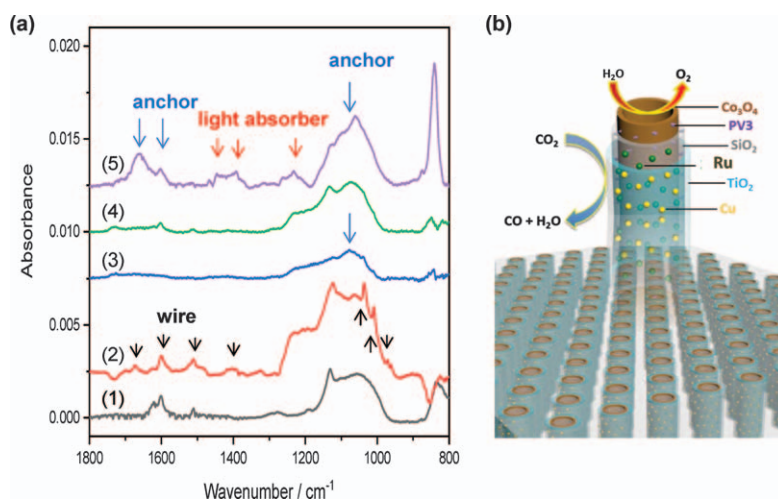 (a)
0.020
0.015
0.010
0.005
0.000
Absorbance
anchor
anchor
light absorber
(5)
(4)
(3)
wire
(2)
(1)
1800
1600
1400
1200
1000
800
Wavenumber / cm⁻¹
(b)
H₂O
O₂
Co₃O₄
PV3
SiO₂
CO₂
Ru
TiO₂
Cu
CO + H₂O